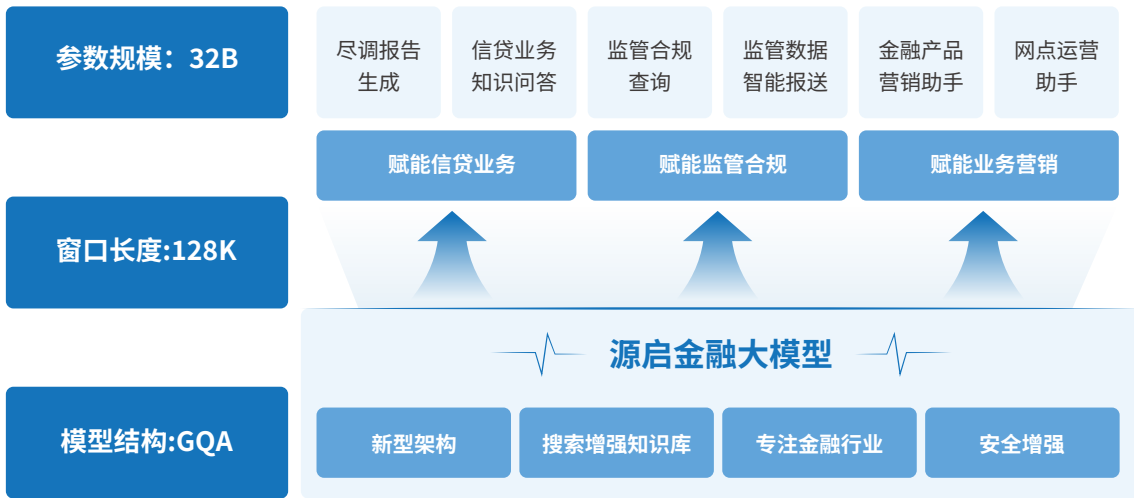 参数规模：32B
窗口长度:128K
模型结构:GQA
尽调报告
生成
信贷业务
知识问答
监管合规
查询
监管数据
智能报送
金融产品
营销助手
网点运营
助手
赋能信贷业务
赋能监管合规
赋能业务营销
源启金融大模型
新型架构
搜索增强知识库
专注金融行业
安全增强